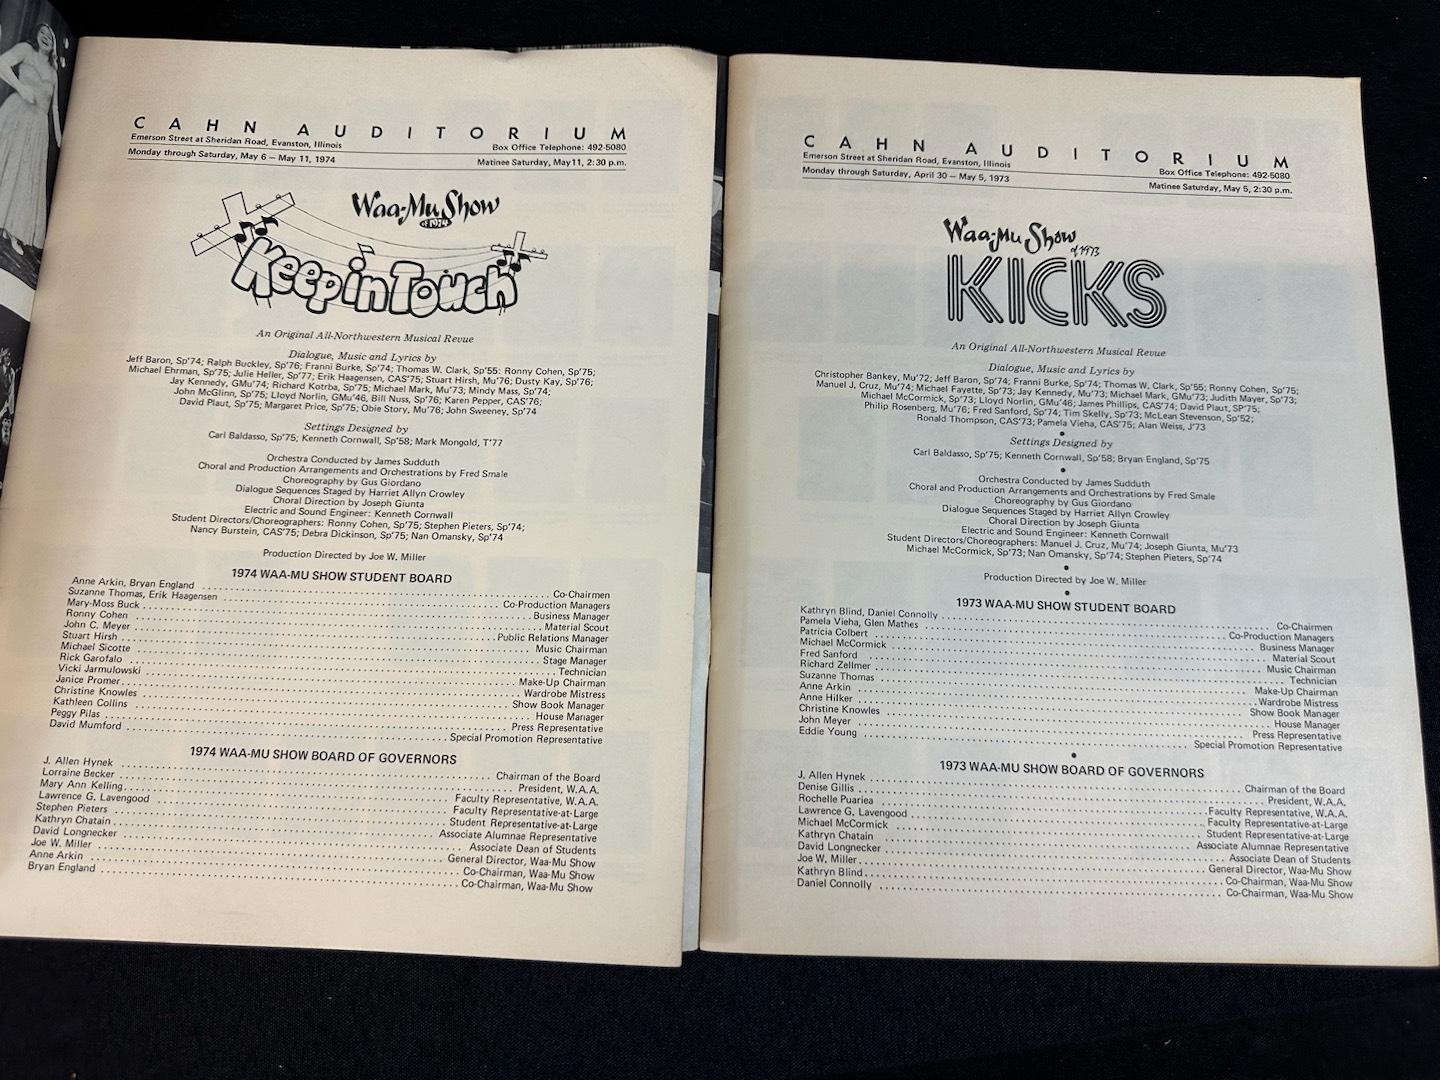 CAHN AUDITORIUM
Emerson Street at Sheridan Road, Evanston, Illinois
Box Office Telephone: 492-5080
Monday through Saturday, May 6 — May 11, 1974
Matinee Saturday, May11, 2:30 p.m.
Waa-Mu Show
of 1974
Keep in Touch
An Original All-Northwestern Musical Revue
Dialogue, Music and Lyrics by
Jeff Baron, Sp'74; Ralph Buckley, Sp'76; Franni Burke, Sp'74; Thomas W. Clark, Sp'55: Ronny Cohen, Sp'75;
Michael Ehrman, Sp'75; Julie Heller, Sp'77; Erik Haagensen, CAS'75; Stuart Hirsh, Mu'76; Dusty Kay, Sp'76;
Jay Kennedy, GMu'74; Richard Kotrba, Sp'75; Michael Mark, Mu'73; Mindy Mass, Sp'74;
John McGlinn, Sp'75; Lloyd Norlin, GMu'46, Bill Nuss, Sp'76; Karen Pepper, CAS'76;
David Plaut, Sp'75; Margaret Price, Sp'75; Obie Story, Mu'76; John Sweeney, Sp'74
Settings Designed by
Carl Baldasso, Sp'75; Kenneth Cornwall, Sp'58; Mark Mongold, T'77
Orchestra Conducted by James Sudduth
Choral and Production Arrangements and Orchestrations by Fred Smale
Choreography by Gus Giordano
Dialogue Sequences Staged by Harriet Allyn Crowley
Choral Direction by Joseph Giunta
Electric and Sound Engineer: Kenneth Cornwall
Student Directors/Choreographers: Ronny Cohen, Sp'75; Stephen Pieters, Sp'74;
Nancy Burstein, CAS'75; Debra Dickinson, Sp'75; Nan Omansky, Sp'74
Production Directed by Joe W. Miller
1974 WAA-MU SHOW STUDENT BOARD
Anne Arkin, Bryan England ..... Co-Chairmen
Suzanne Thomas, Erik Haagensen ..... Co-Production Managers
Mary-Moss Buck ..... Business Manager
Ronny Cohen ..... Material Scout
John C. Meyer ..... Public Relations Manager
Stuart Hirsh ..... Music Chairman
Michael Sicotte ..... Stage Manager
Rick Garofalo ..... Technician
Vicki Jarmulowski ..... Make-Up Chairman
Janice Promer ..... Wardrobe Mistress
Christine Knowles ..... Show Book Manager
Kathleen Collins ..... House Manager
Peggy Pilas ..... Press Representative
David Mumford ..... Special Promotion Representative
1974 WAA-MU SHOW BOARD OF GOVERNORS
J. Allen Hynek ..... Chairman of the Board
Lorraine Becker ..... President, W.A.A.
Mary Ann Kelling ..... Faculty Representative, W.A.A.
Lawrence G. Lavengood ..... Faculty Representative-at-Large
Stephen Pieters ..... Student Representative-at-Large
Kathryn Chatain ..... Associate Alumnae Representative
David Longnecker ..... Associate Dean of Students
Joe W. Miller ..... General Director, Waa-Mu Show
Anne Arkin ..... Co-Chairman, Waa-Mu Show
Bryan England ..... Co-Chairman, Waa-Mu Show
CAHN AUDITORIUM
Emerson Street at Sheridan Road, Evanston, Illinois
Box Office Telephone: 492-5080
Monday through Saturday, April 30 — May 5, 1973
Matinee Saturday, May 5, 2:30 p.m.
Waa-Mu Show
of 1973
KICKS
An Original All-Northwestern Musical Revue
Dialogue, Music and Lyrics by
Christopher Bankey, Mu'72; Jeff Baron, Sp'74; Franni Burke, Sp'74; Thomas W. Clark, Sp'55; Ronny Cohen, Sp'75;
Manuel J. Cruz, Mu'74; Michael Fayette, Sp'73; Jay Kennedy, Mu'73; Michael Mark, GMu'73; Judith Mayer, Sp'73;
Michael McCormick, Sp'73; Lloyd Norlin, GMu'46; James Phillips, CAS'74; David Plaut, SP'75;
Philip Rosenberg, Mu'76; Fred Sanford, Sp'74; Tim Skelly, Sp'73; McLean Stevenson, Sp'52;
Ronald Thompson, CAS'73; Pamela Vieha, CAS'75; Alan Weiss, J'73
Settings Designed by
Carl Baldasso, Sp'75; Kenneth Cornwall, Sp'58; Bryan England, Sp'75
Orchestra Conducted by James Sudduth
Choral and Production Arrangements and Orchestrations by Fred Smale
Choreography by Gus Giordano
Dialogue Sequences Staged by Harriet Allyn Crowley
Choral Direction by Joseph Giunta
Electric and Sound Engineer: Kenneth Cornwall
Student Directors/Choreographers: Manuel J. Cruz, Mu'74; Joseph Giunta, Mu'73
Michael McCormick, Sp'73; Nan Omansky, Sp'74; Stephen Pieters, Sp'74
Production Directed by Joe W. Miller
1973 WAA-MU SHOW STUDENT BOARD
Kathryn Blind, Daniel Connolly ..... Co-Chairmen
Pamela Vieha, Glen Mathes ..... Co-Production Managers
Patricia Colbert ..... Business Manager
Michael McCormick ..... Material Scout
Fred Sanford ..... Music Chairman
Richard Zellmer ..... Technician
Suzanne Thomas ..... Make-Up Chairman
Anne Arkin ..... Wardrobe Mistress
Anne Hilker ..... Show Book Manager
Christine Knowles ..... House Manager
John Meyer ..... Press Representative
Eddie Young ..... Special Promotion Representative
1973 WAA-MU SHOW BOARD OF GOVERNORS
J. Allen Hynek ..... Chairman of the Board
Denise Gillis ..... President, W.A.A.
Rochelle Puariea ..... Faculty Representative, W.A.A.
Lawrence G. Lavengood ..... Faculty Representative-at-Large
Michael McCormick ..... Student Representative-at-Large
Kathryn Chatain ..... Associate Alumnae Representative
David Longnecker ..... Associate Dean of Students
Joe W. Miller ..... General Director, Waa-Mu Show
Kathryn Blind ..... Co-Chairman, Waa-Mu Show
Daniel Connolly ..... Co-Chairman, Waa-Mu Show